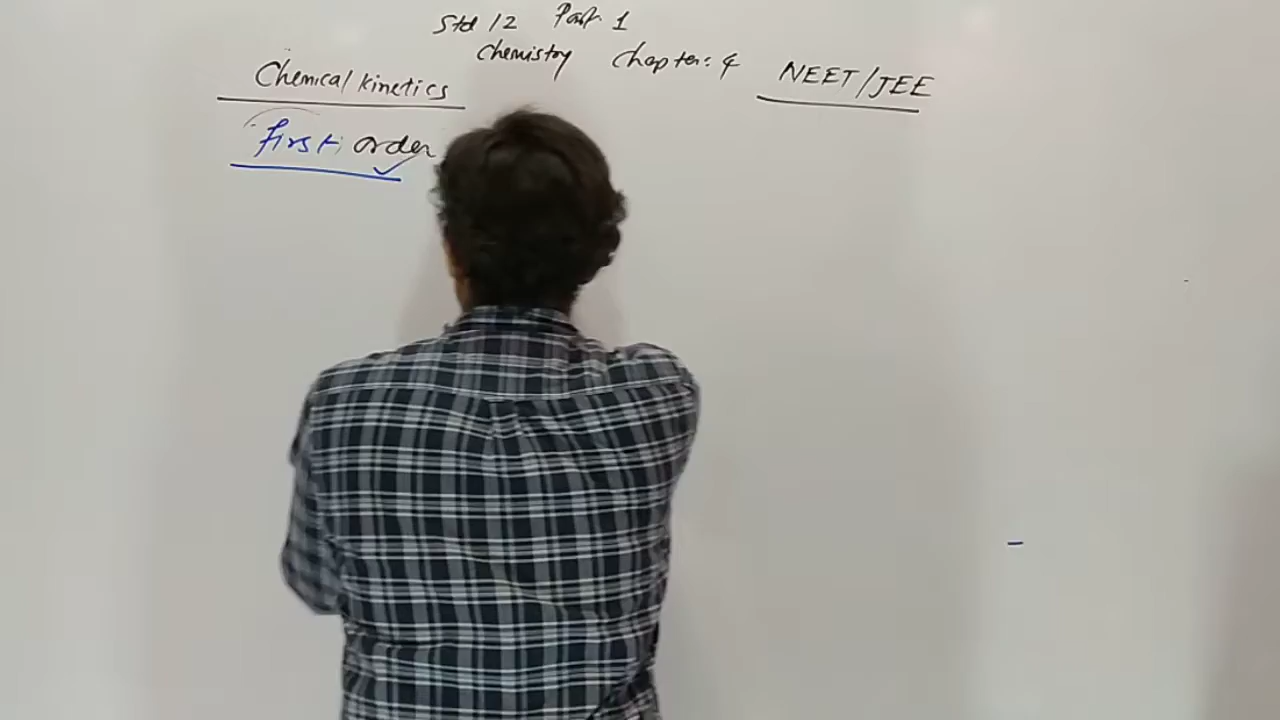 Std 12 Part 1
Chemistry Chapter: 4
NEET/JEE
Chemical kinetics
First order